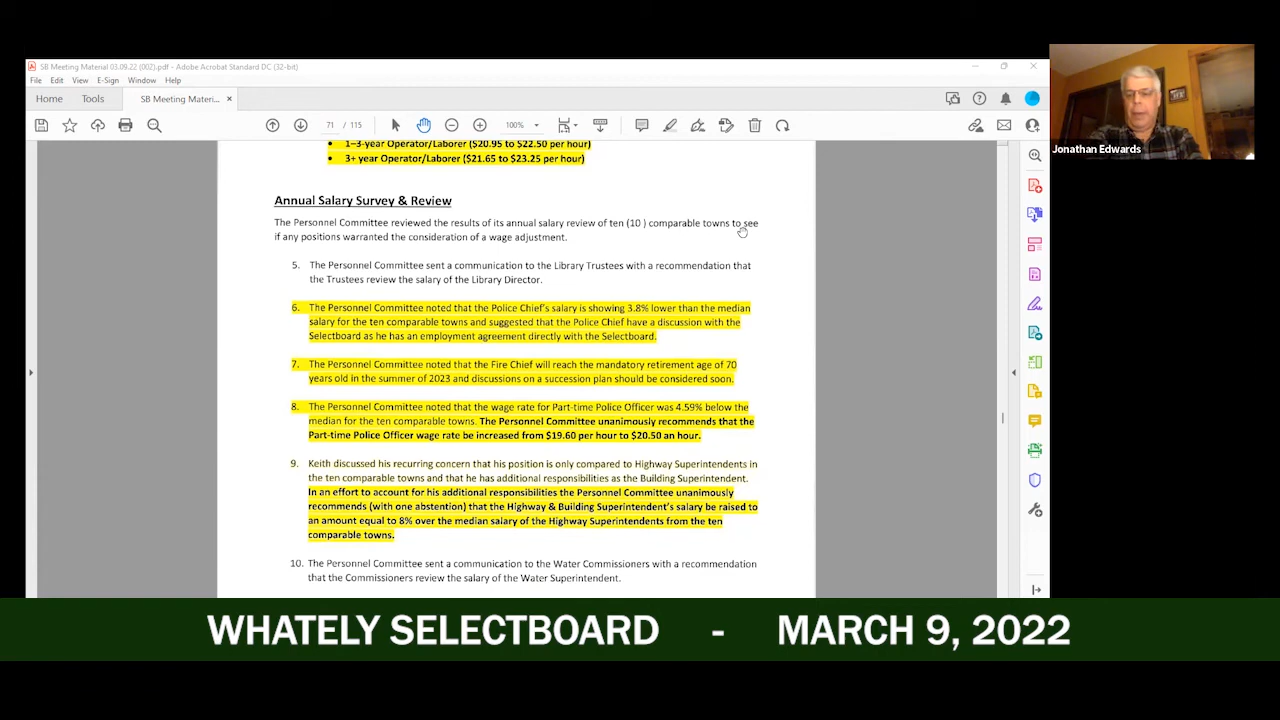 SB Meeting Material 03.09.22 (002).pdf - Adobe Acrobat Standard DC (32-bit)
File Edit View E-Sign Window Help
Home Tools SB Meeting Materi... ×
71 / 115 100%
• 1–3-year Operator/Laborer ($20.95 to $22.50 per hour)
• 3+ year Operator/Laborer ($21.65 to $23.25 per hour)
Annual Salary Survey & Review
The Personnel Committee reviewed the results of its annual salary review of ten (10 ) comparable towns to see
if any positions warranted the consideration of a wage adjustment.
5. The Personnel Committee sent a communication to the Library Trustees with a recommendation that
the Trustees review the salary of the Library Director.
6. The Personnel Committee noted that the Police Chief's salary is showing 3.8% lower than the median
salary for the ten comparable towns and suggested that the Police Chief have a discussion with the
Selectboard as he has an employment agreement directly with the Selectboard.
7. The Personnel Committee noted that the Fire Chief will reach the mandatory retirement age of 70
years old in the summer of 2023 and discussions on a succession plan should be considered soon.
8. The Personnel Committee noted that the wage rate for Part-time Police Officer was 4.59% below the
median for the ten comparable towns. The Personnel Committee unanimously recommends that the
Part-time Police Officer wage rate be increased from $19.60 per hour to $20.50 an hour.
9. Keith discussed his recurring concern that his position is only compared to Highway Superintendents in
the ten comparable towns and that he has additional responsibilities as the Building Superintendent.
In an effort to account for his additional responsibilities the Personnel Committee unanimously
recommends (with one abstention) that the Highway & Building Superintendent's salary be raised to
an amount equal to 8% over the median salary of the Highway Superintendents from the ten
comparable towns.
10. The Personnel Committee sent a communication to the Water Commissioners with a recommendation
that the Commissioners review the salary of the Water Superintendent.
Jonathan Edwards
WHATELY SELECTBOARD - MARCH 9, 2022